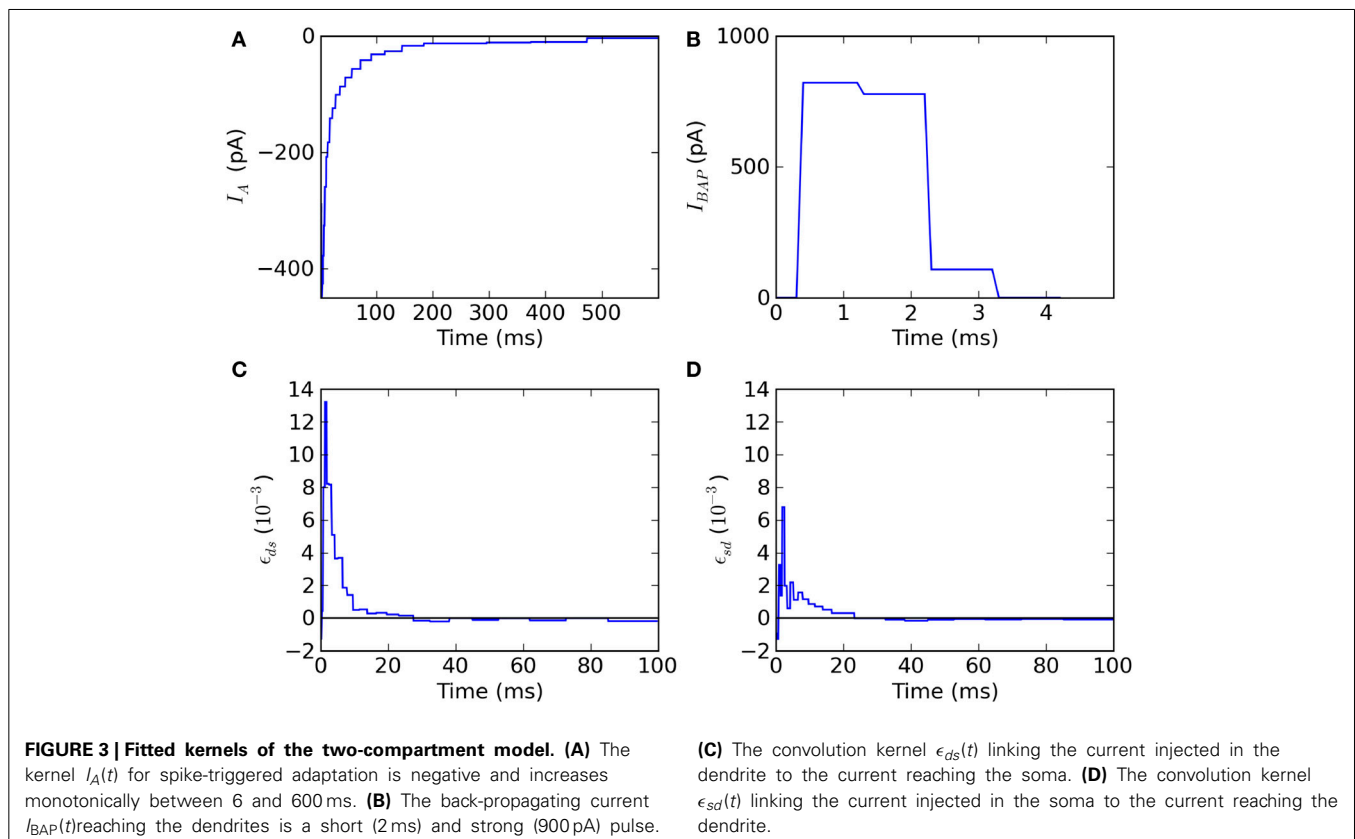 A
0
−200
−400
I_A (pA)
100 200 300 400 500
Time (ms)
B
1000
500
0
I_BAP (pA)
0 1 2 3 4
Time (ms)
C
14
12
10
8
6
4
2
0
−2
ϵ_ds (10^−3)
0 20 40 60 80 100
Time (ms)
D
14
12
10
8
6
4
2
0
−2
ϵ_sd (10^−3)
0 20 40 60 80 100
Time (ms)
FIGURE 3 | Fitted kernels of the two-compartment model. (A) The
kernel I_A(t) for spike-triggered adaptation is negative and increases
monotonically between 6 and 600 ms. (B) The back-propagating current
I_BAP(t)reaching the dendrites is a short (2 ms) and strong (900 pA) pulse.
(C) The convolution kernel ϵ_ds(t) linking the current injected in the
dendrite to the current reaching the soma. (D) The convolution kernel
ϵ_sd(t) linking the current injected in the soma to the current reaching the
dendrite.